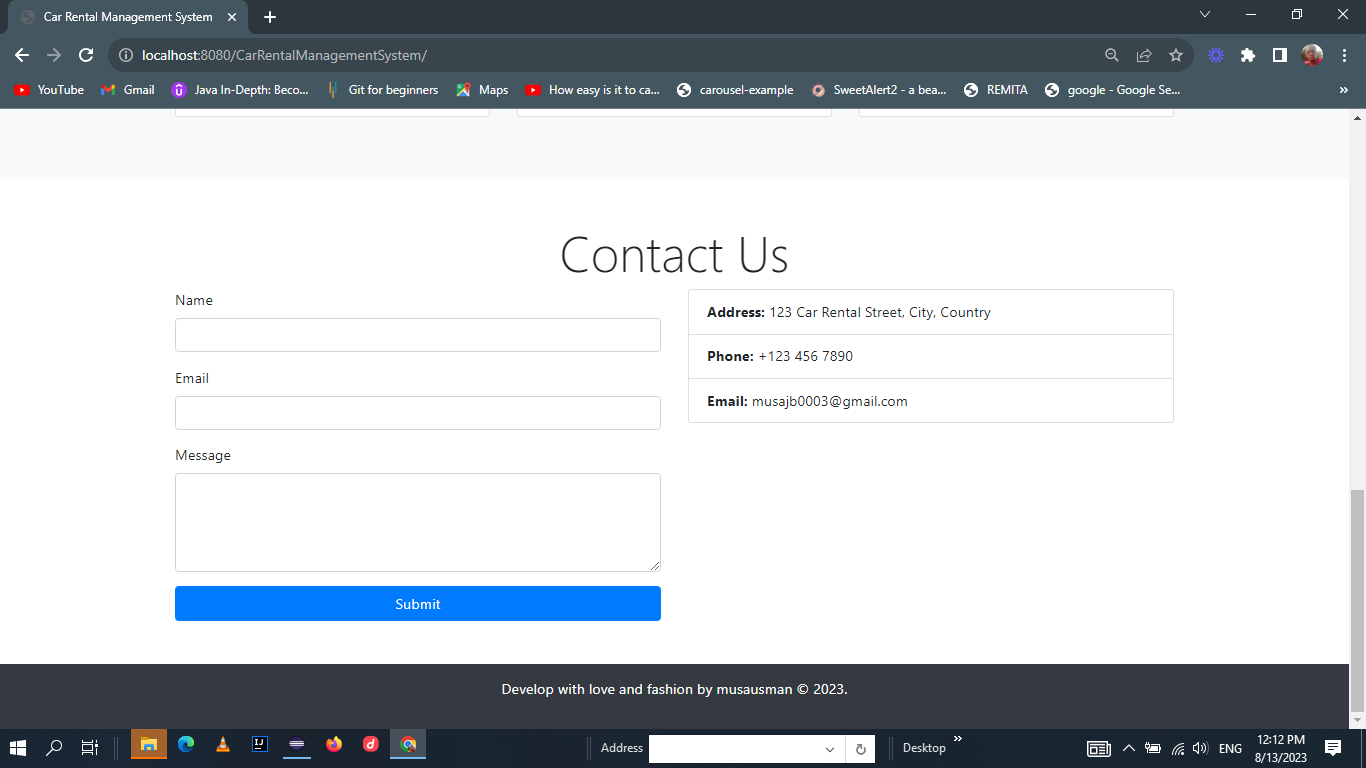 Car Rental Management System
localhost:8080/CarRentalManagementSystem/
YouTube
Gmail
Java In-Depth: Beco...
Git for beginners
Maps
How easy is it to ca...
carousel-example
SweetAlert2 - a bea...
REMITA
google - Google Se...
»
Contact Us
Name
Email
Message
Submit
Address: 123 Car Rental Street, City, Country
Phone: +123 456 7890
Email: musajb0003@gmail.com
Develop with love and fashion by musausman © 2023.
Address
Desktop
»
ENG
12:12 PM
8/13/2023